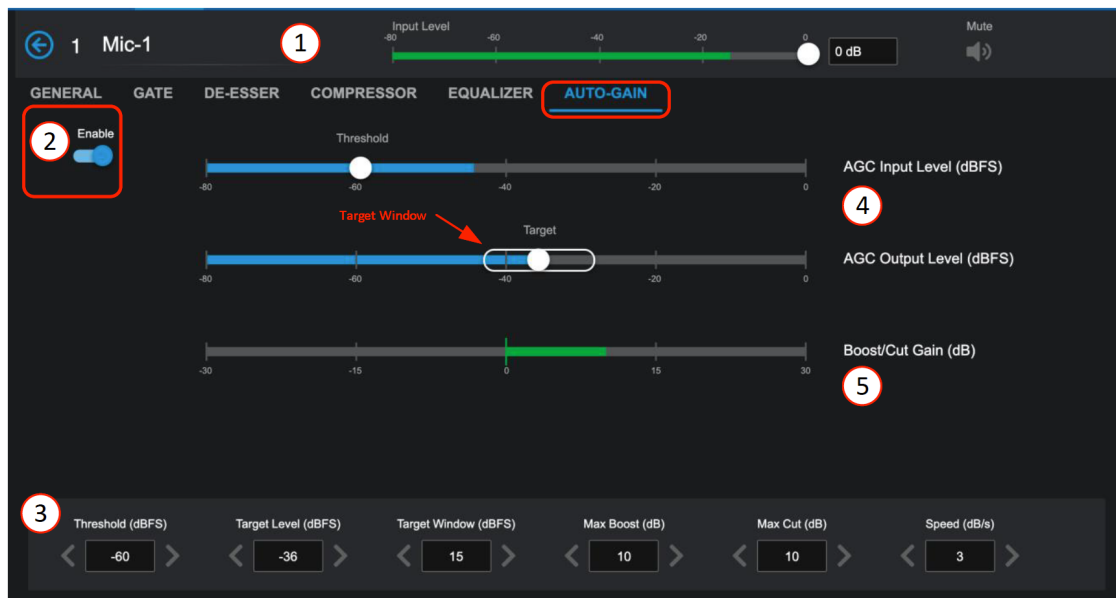 1 Mic-1
1
Input Level
-80 -60 -40 -20 0
0 dB
Mute
GENERAL GATE DE-ESSER COMPRESSOR EQUALIZER AUTO-GAIN
2
Enable
Threshold
-80 -60 -40 -20 0
AGC Input Level (dBFS)
4
Target Window
Target
-80 -60 -40 -20 0
AGC Output Level (dBFS)
-30 -15 0 15 30
Boost/Cut Gain (dB)
5
3
Threshold (dBFS) Target Level (dBFS) Target Window (dBFS) Max Boost (dB) Max Cut (dB) Speed (dB/s)
-60 -36 15 10 10 3